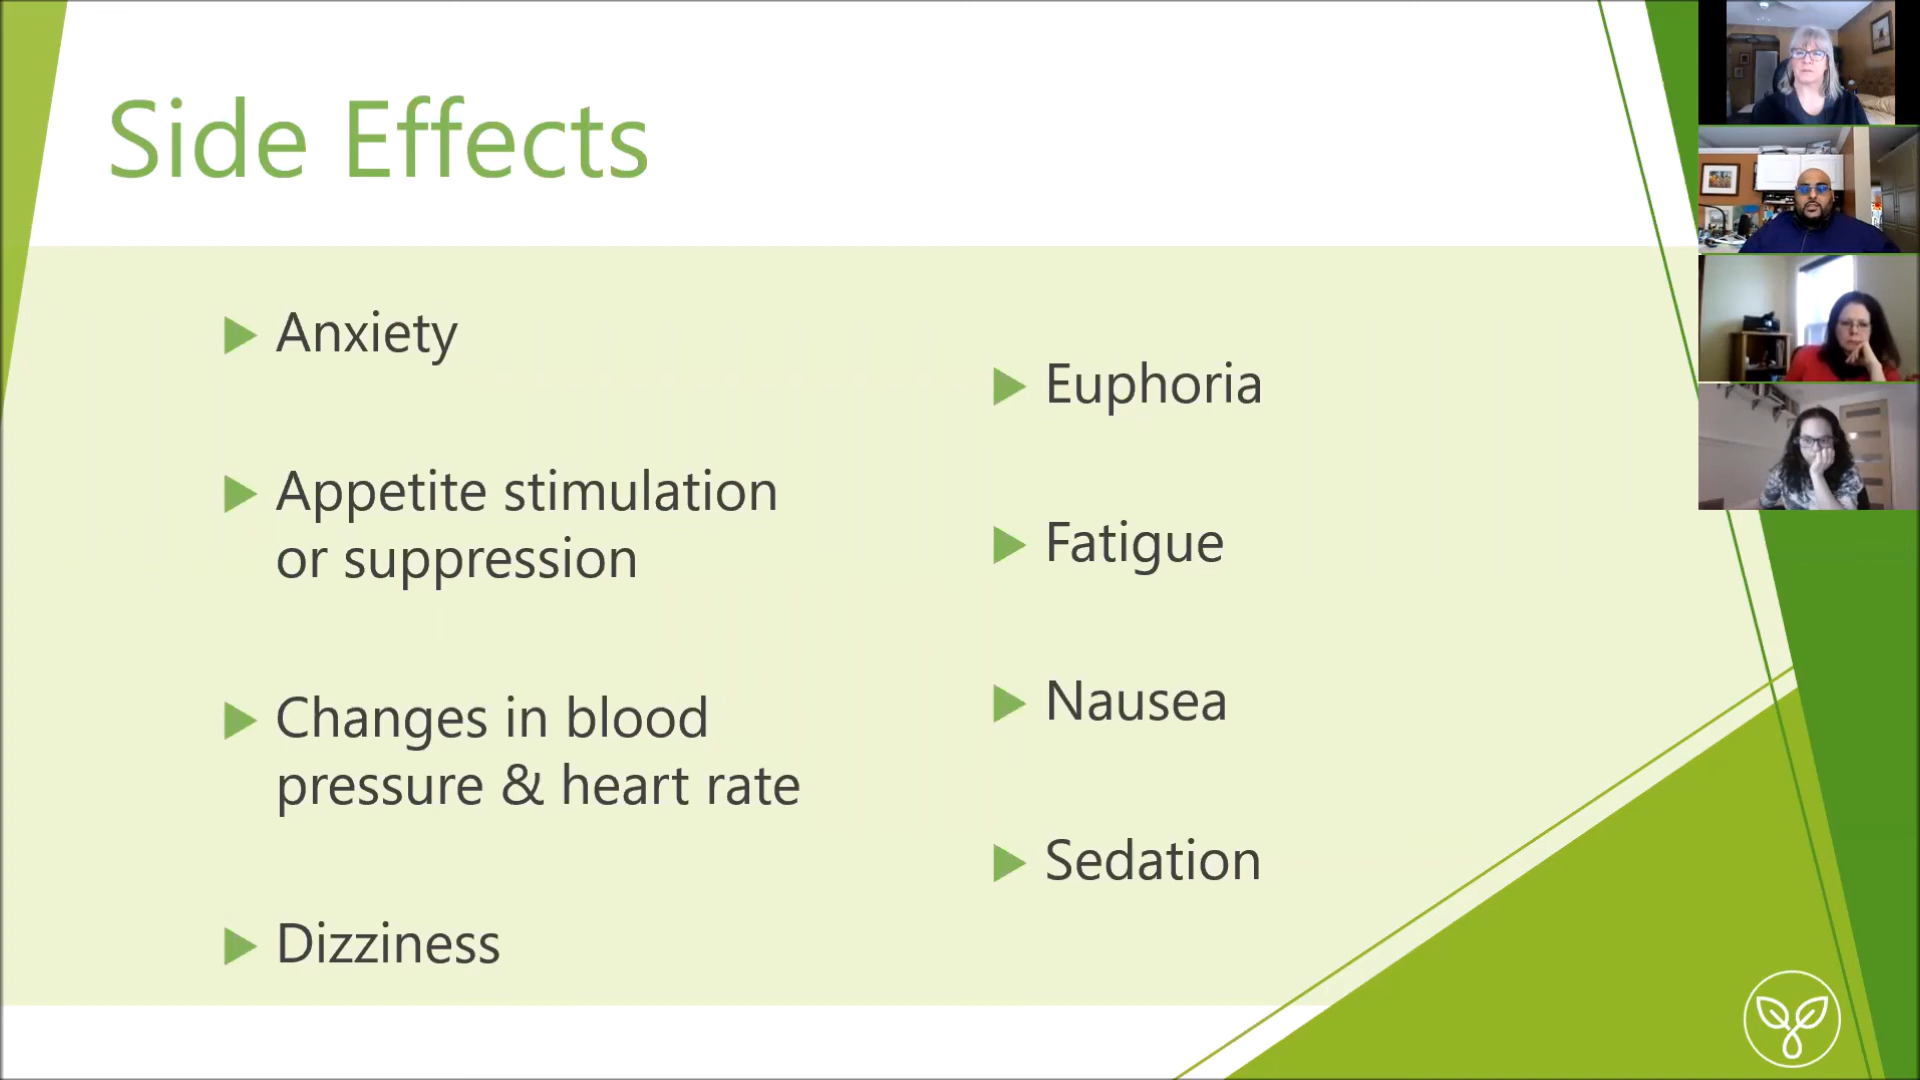 Side Effects
Anxiety
Appetite stimulation
or suppression
Changes in blood
pressure & heart rate
Dizziness
Euphoria
Fatigue
Nausea
Sedation